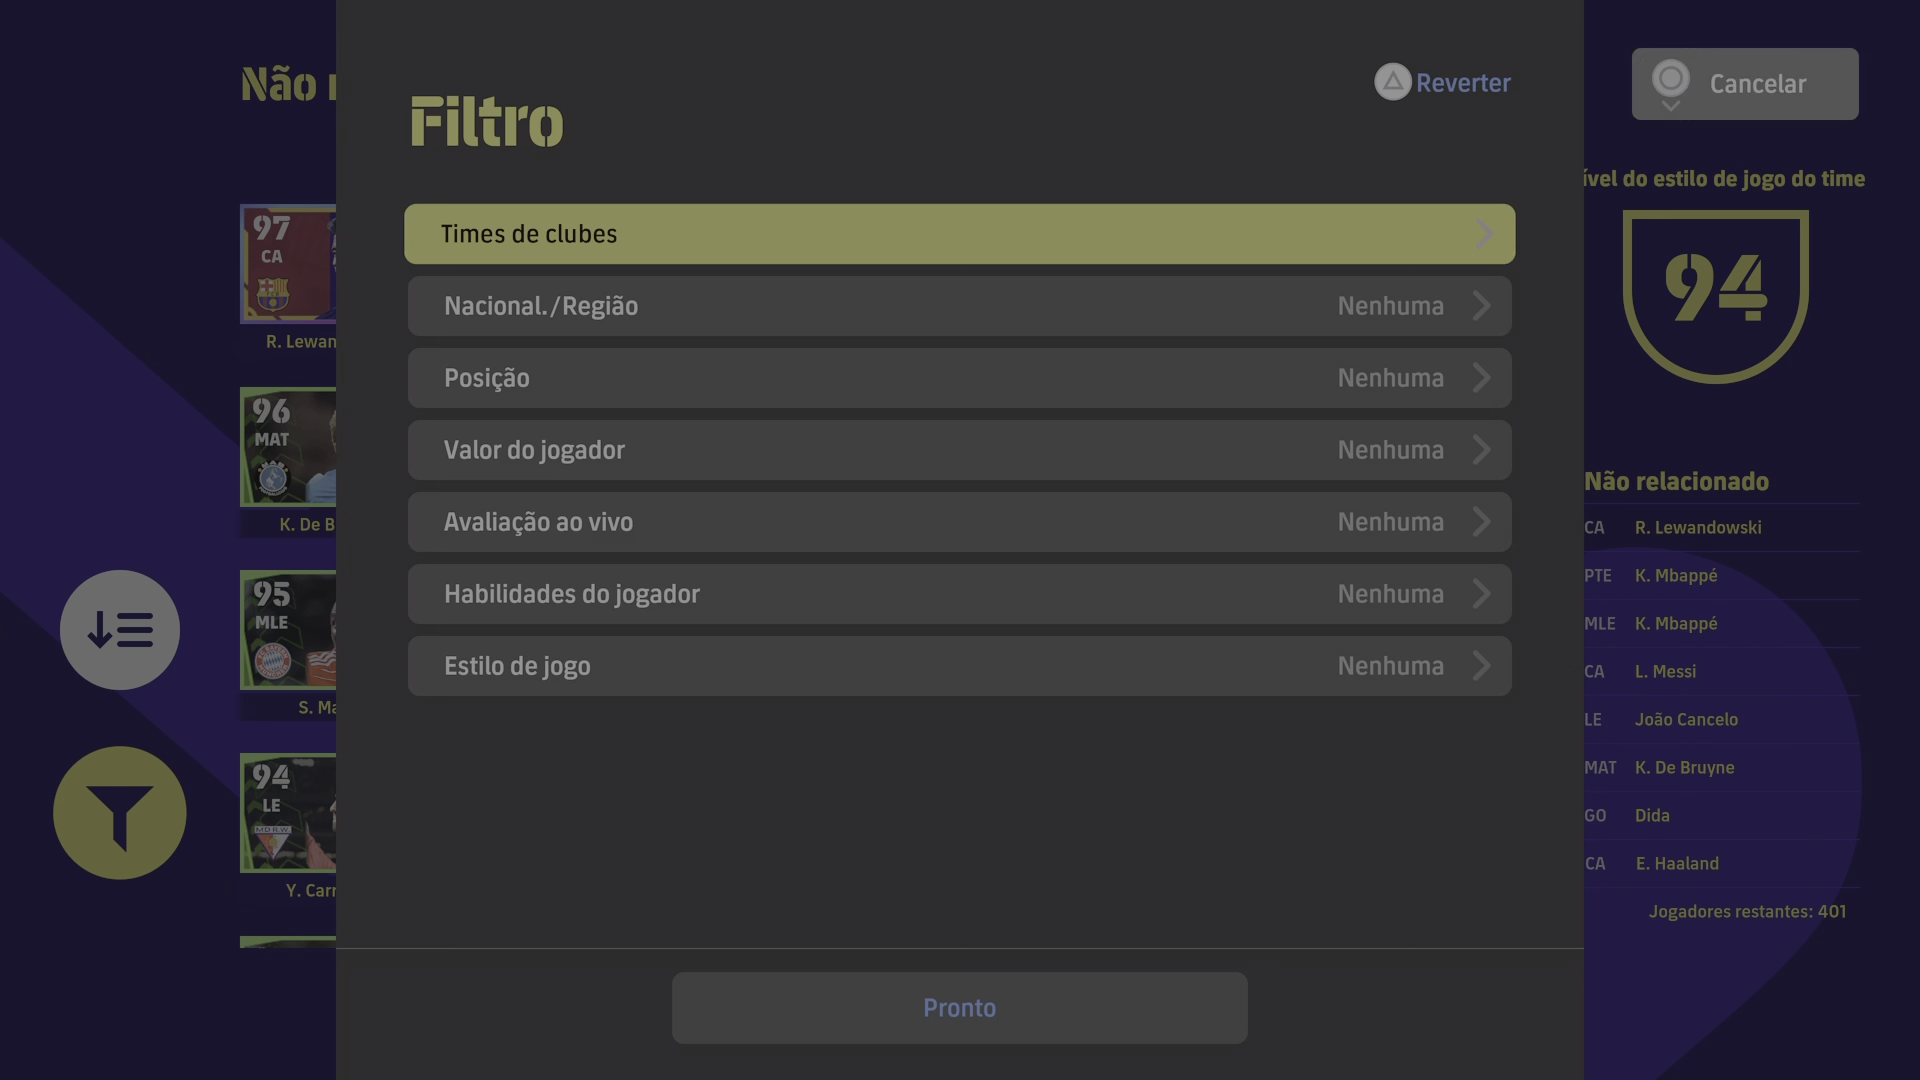 Não
Filtro
Reverter
Cancelar
Times de clubes
Nacional./Região Nenhuma
Posição Nenhuma
Valor do jogador Nenhuma
Avaliação ao vivo Nenhuma
Habilidades do jogador Nenhuma
Estilo de jogo Nenhuma
Pronto
97
CA
R. Lewan
96
MAT
K. De B
95
MLE
S. Ma
94
LE
MDRW
Y. Carr
ível do estilo de jogo do time
94
Não relacionado
CA R. Lewandowski
PTE K. Mbappé
MLE K. Mbappé
CA L. Messi
LE João Cancelo
MAT K. De Bruyne
GO Dida
CA E. Haaland
Jogadores restantes: 401